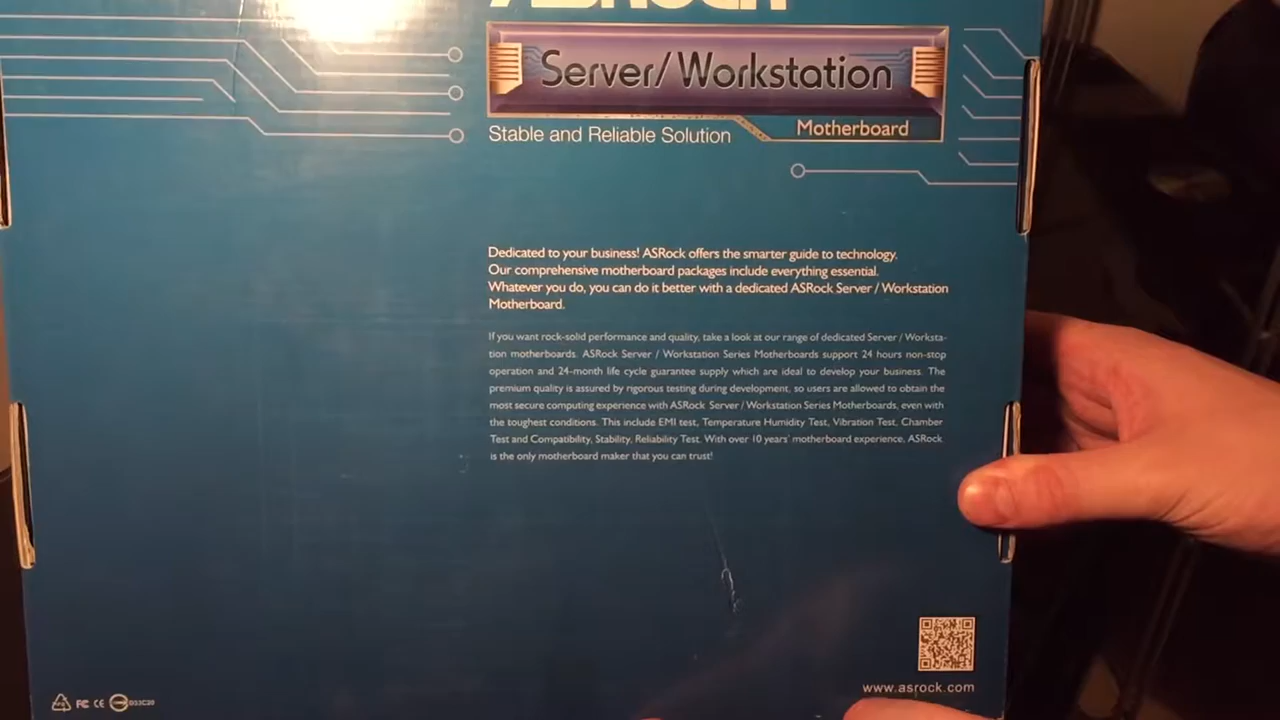 ASRock
Server/Workstation
Motherboard
Stable and Reliable Solution
Dedicated to your business! ASRock offers the smarter guide to technology.
Our comprehensive motherboard packages include everything essential.
Whatever you do, you can do it better with a dedicated ASRock Server / Workstation
Motherboard.
If you want rock-solid performance and quality, take a look at our range of dedicated Server / Worksta-
tion motherboards. ASRock Server / Workstation Series Motherboards support 24 hours non-stop
operation and 24-month life cycle guarantee supply which are ideal to develop your business. The
premium quality is assured by rigorous testing during development, so users are allowed to obtain the
most secure computing experience with ASRock Server / Workstation Series Motherboards, even with
the toughest conditions. This include EMI test, Temperature Humidity Test, Vibration Test, Chamber
Test and Compatibility, Stability, Reliability Test. With over 10 years' motherboard experience, ASRock
is the only motherboard maker that you can trust!
www.asrock.com
FC CE D33C20